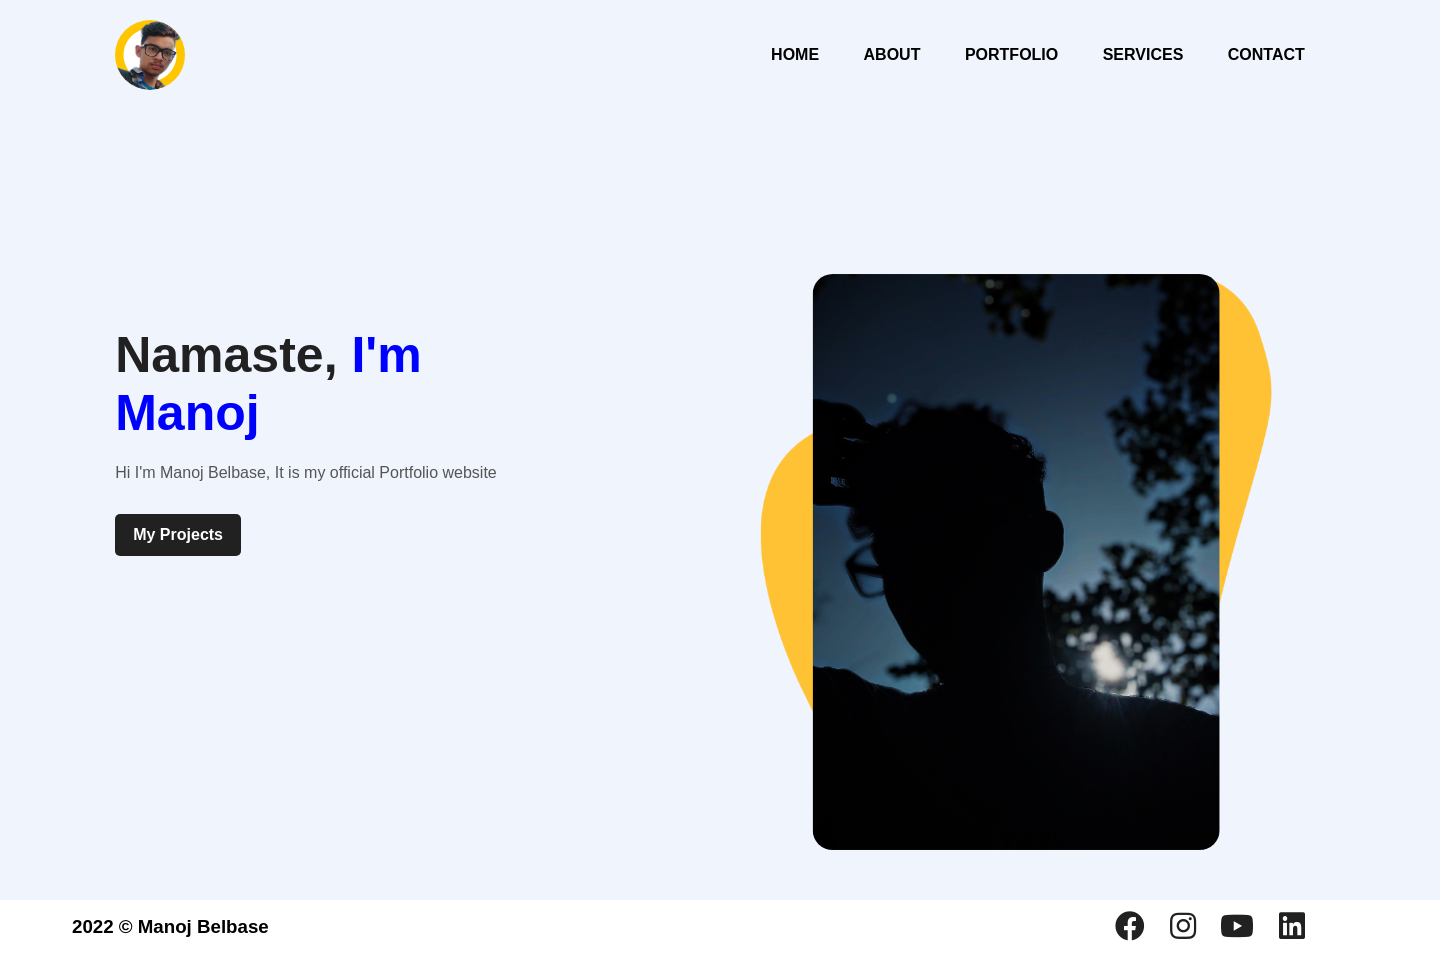 HOME ABOUT PORTFOLIO SERVICES CONTACT
Namaste, I'm
Manoj
Hi I'm Manoj Belbase, It is my official Portfolio website
My Projects
2022 © Manoj Belbase